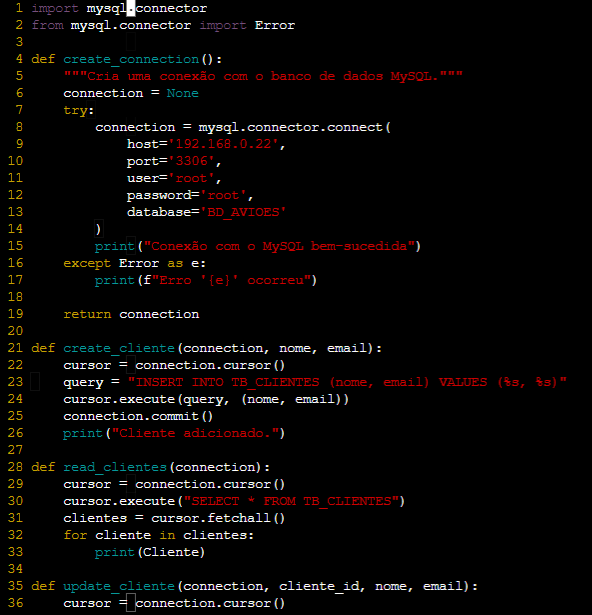 1 import mysql.connector
2 from mysql.connector import Error
3
4 def create_connection():
5     """Cria uma conexão com o banco de dados MySQL."""
6     connection = None
7     try:
8         connection = mysql.connector.connect(
9             host='192.168.0.22',
10             port='3306',
11             user='root',
12             password='root',
13             database='BD_AVIOES'
14         )
15         print("Conexão com o MySQL bem-sucedida")
16     except Error as e:
17         print(f"Erro '{e}' ocorreu")
18
19     return connection
20
21 def create_cliente(connection, nome, email):
22     cursor = connection.cursor()
23     query = "INSERT INTO TB_CLIENTES (nome, email) VALUES (%s, %s)"
24     cursor.execute(query, (nome, email))
25     connection.commit()
26     print("Cliente adicionado.")
27
28 def read_clientes(connection):
29     cursor = connection.cursor()
30     cursor.execute("SELECT * FROM TB_CLIENTES")
31     clientes = cursor.fetchall()
32     for cliente in clientes:
33         print(Cliente)
34
35 def update_cliente(connection, cliente_id, nome, email):
36     cursor = connection.cursor()